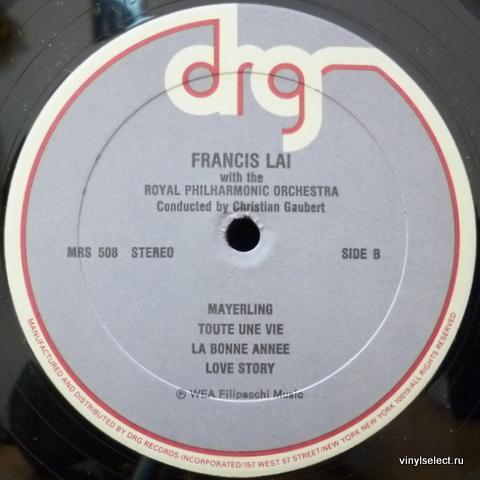 drg
FRANCIS LAI
with the
ROYAL PHILHARMONIC ORCHESTRA
Conducted by Christian Gaubert
MRS 508 STEREO SIDE B
MAYERLING
TOUTE UNE VIE
LA BONNE ANNEE
LOVE STORY
℗ WEA Filipacchi Music
MANUFACTURED AND DISTRIBUTED BY DRG RECORDS INCORPORATED/157 WEST 57 STREET/NEW YORK, NEW YORK 10019/ALL RIGHTS RESERVED
vinylselect.ru